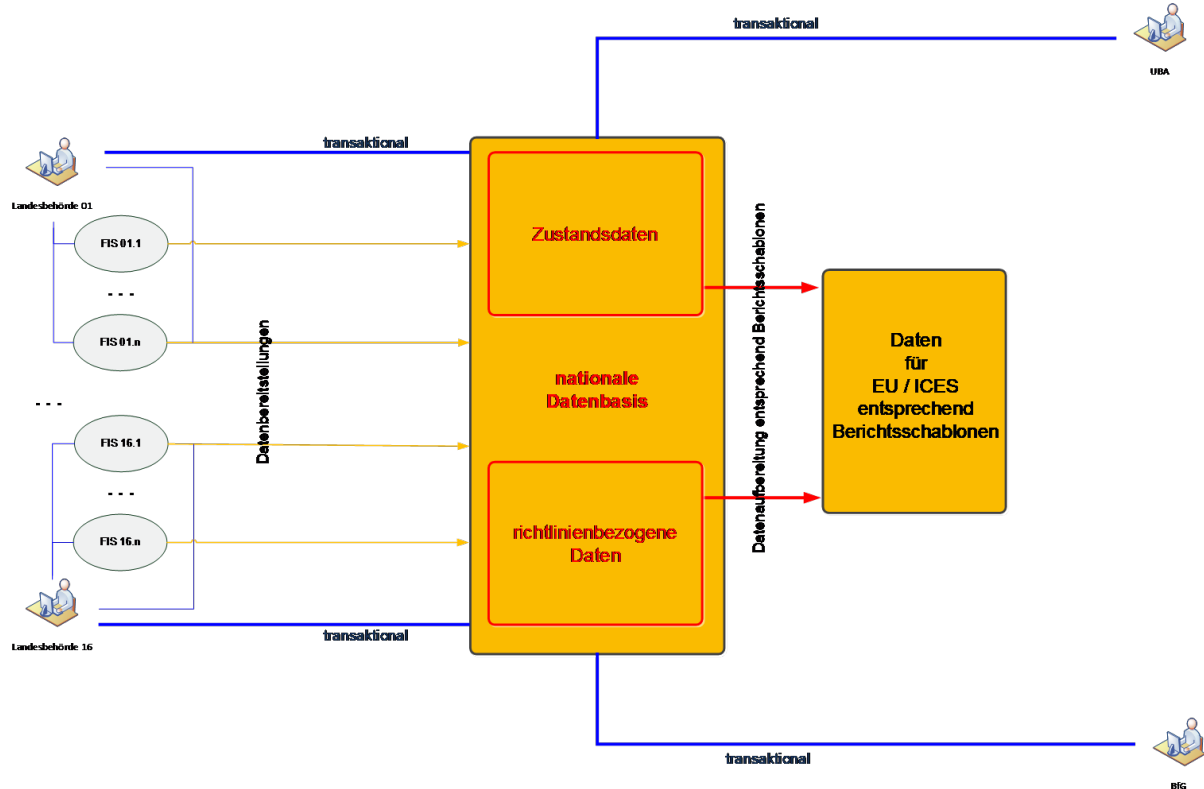 transaktional
UBA
transaktional
Landesbehörde 01
FIS 01.1
- - -
FIS 01.n
- - -
FIS 16.1
- - -
FIS 16.n
Landesbehörde 16
transaktional
Datenbereitstellungen
Zustandsdaten
nationale
Datenbasis
richtlinienbezogene
Daten
Datenaufbereitung entsprechend Berichtsschablonen
Daten
für
EU / ICES
entsprechend
Berichtsschablonen
transaktional
BfG